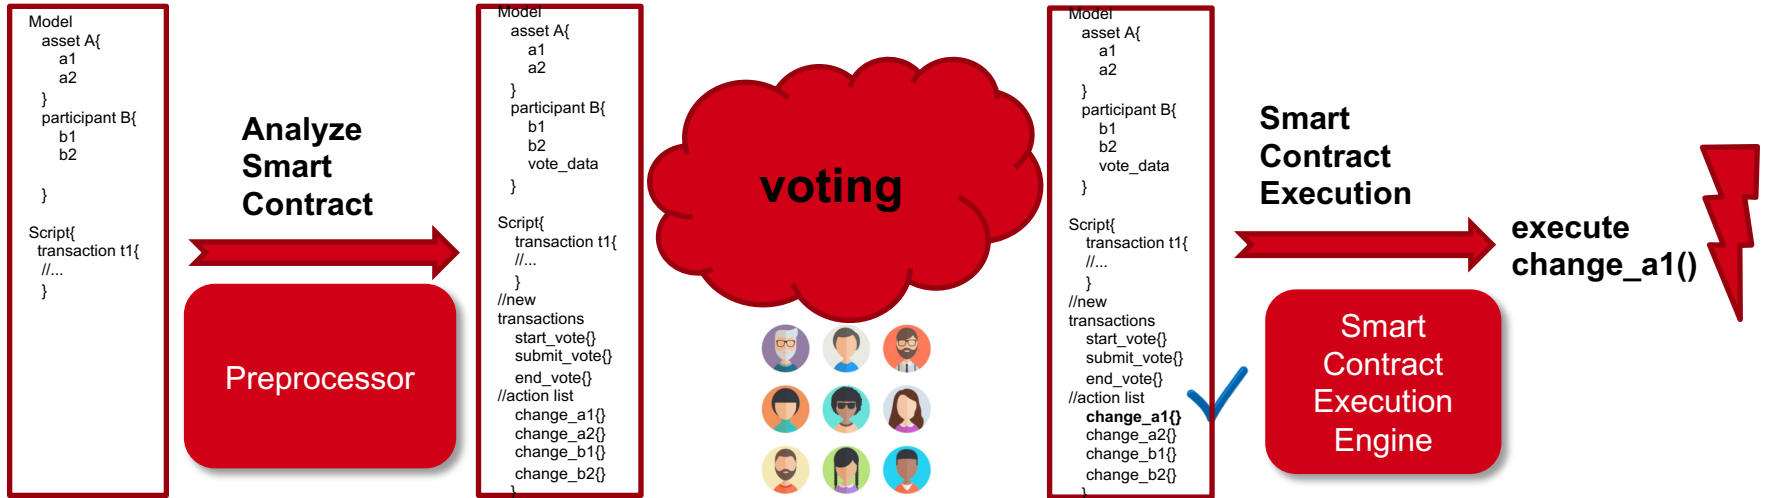 Model
asset A{
a1
a2
}
participant B{
b1
b2
}
Script{
transaction t1{
//...
}
Analyze
Smart
Contract
Preprocessor
Model
asset A{
a1
a2
}
participant B{
b1
b2
vote_data
}
Script{
transaction t1{
//...
}
//new
transactions
start_vote{}
submit_vote{}
end_vote{}
//action list
change_a1{}
change_a2{}
change_b1{}
change_b2{}
}
voting
Model
asset A{
a1
a2
}
participant B{
b1
b2
vote_data
}
Script{
transaction t1{
//...
}
//new
transactions
start_vote{}
submit_vote{}
end_vote{}
//action list
change_a1{}
change_a2{}
change_b1{}
change_b2{}
}
Smart
Contract
Execution
Smart
Contract
Execution
Engine
execute
change_a1()